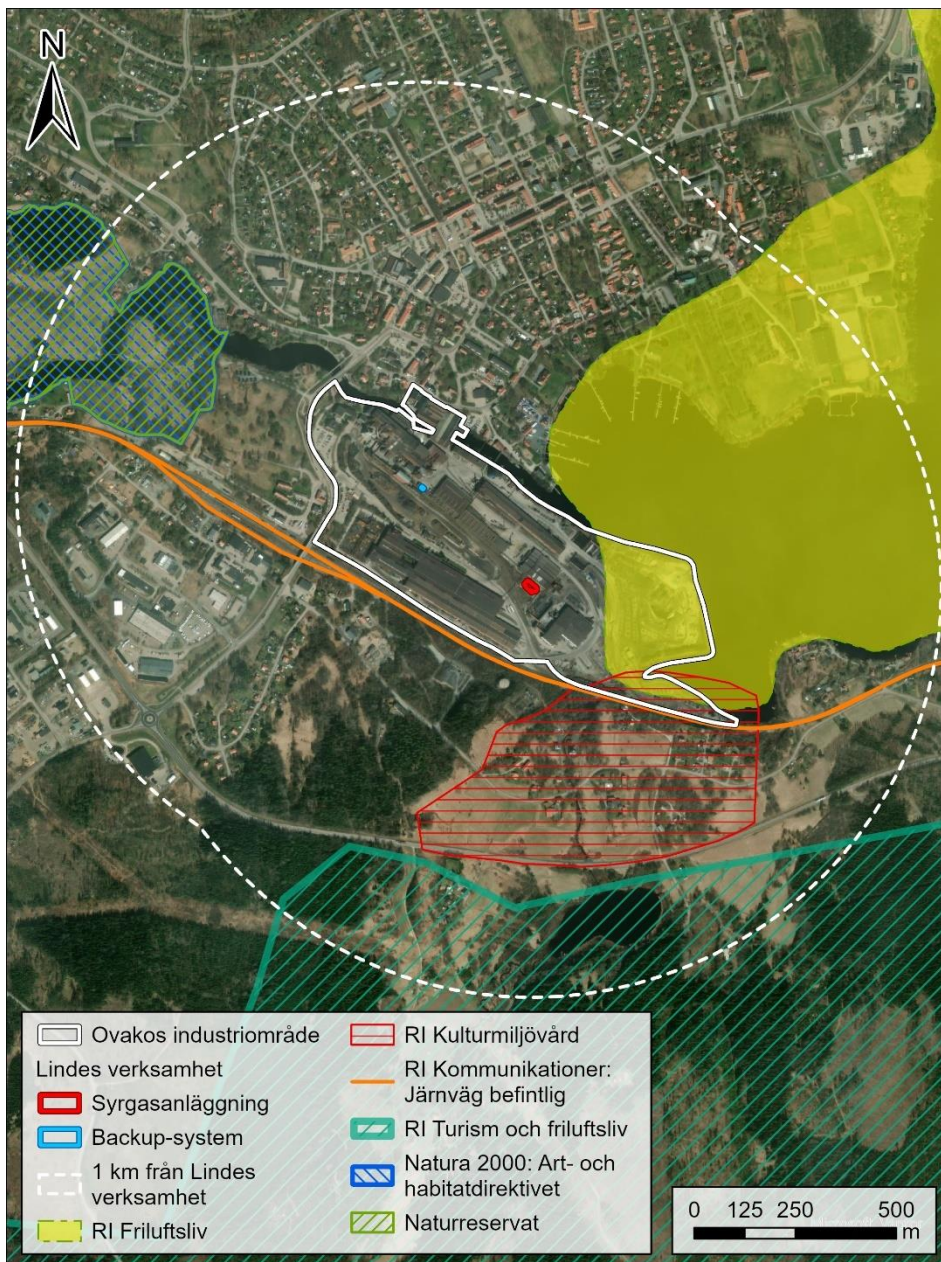 N
Ovakos industriområde
Lindes verksamhet
Syrgasanläggning
Backup-system
1 km från Lindes
verksamhet
RI Friluftsliv
RI Kulturmiljövård
RI Kommunikationer:
Järnväg befintlig
RI Turism och friluftsliv
Natura 2000: Art- och
habitatdirektivet
Naturreservat
0 125 250 500
m